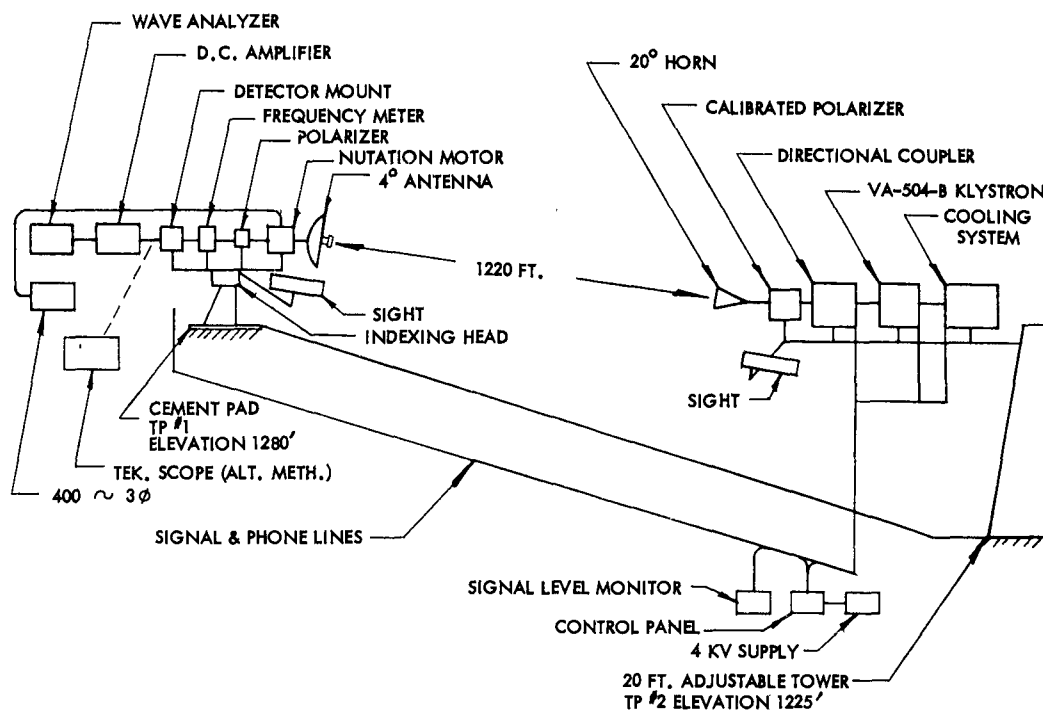 WAVE ANALYZER
D.C. AMPLIFIER
DETECTOR MOUNT
FREQUENCY METER
POLARIZER
NUTATION MOTOR
4° ANTENNA
20° HORN
CALIBRATED POLARIZER
DIRECTIONAL COUPLER
VA-504-B KLYSTRON
COOLING
SYSTEM
1220 FT.
SIGHT
INDEXING HEAD
SIGHT
CEMENT PAD
TP #1
ELEVATION 1280'
TEK. SCOPE (ALT. METH.)
400 ~ 3φ
SIGNAL & PHONE LINES
SIGNAL LEVEL MONITOR
CONTROL PANEL
4 KV SUPPLY
20 FT. ADJUSTABLE TOWER
TP #2 ELEVATION 1225'